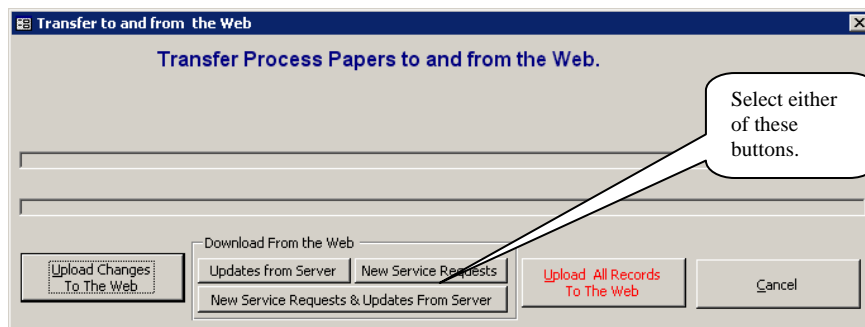 Transfer to and from the Web
Transfer Process Papers to and from the Web.
Select either
of these
buttons.
Download From the Web
Upload Changes
To The Web
Updates from Server
New Service Requests
New Service Requests & Updates From Server
Upload All Records
To The Web
Cancel